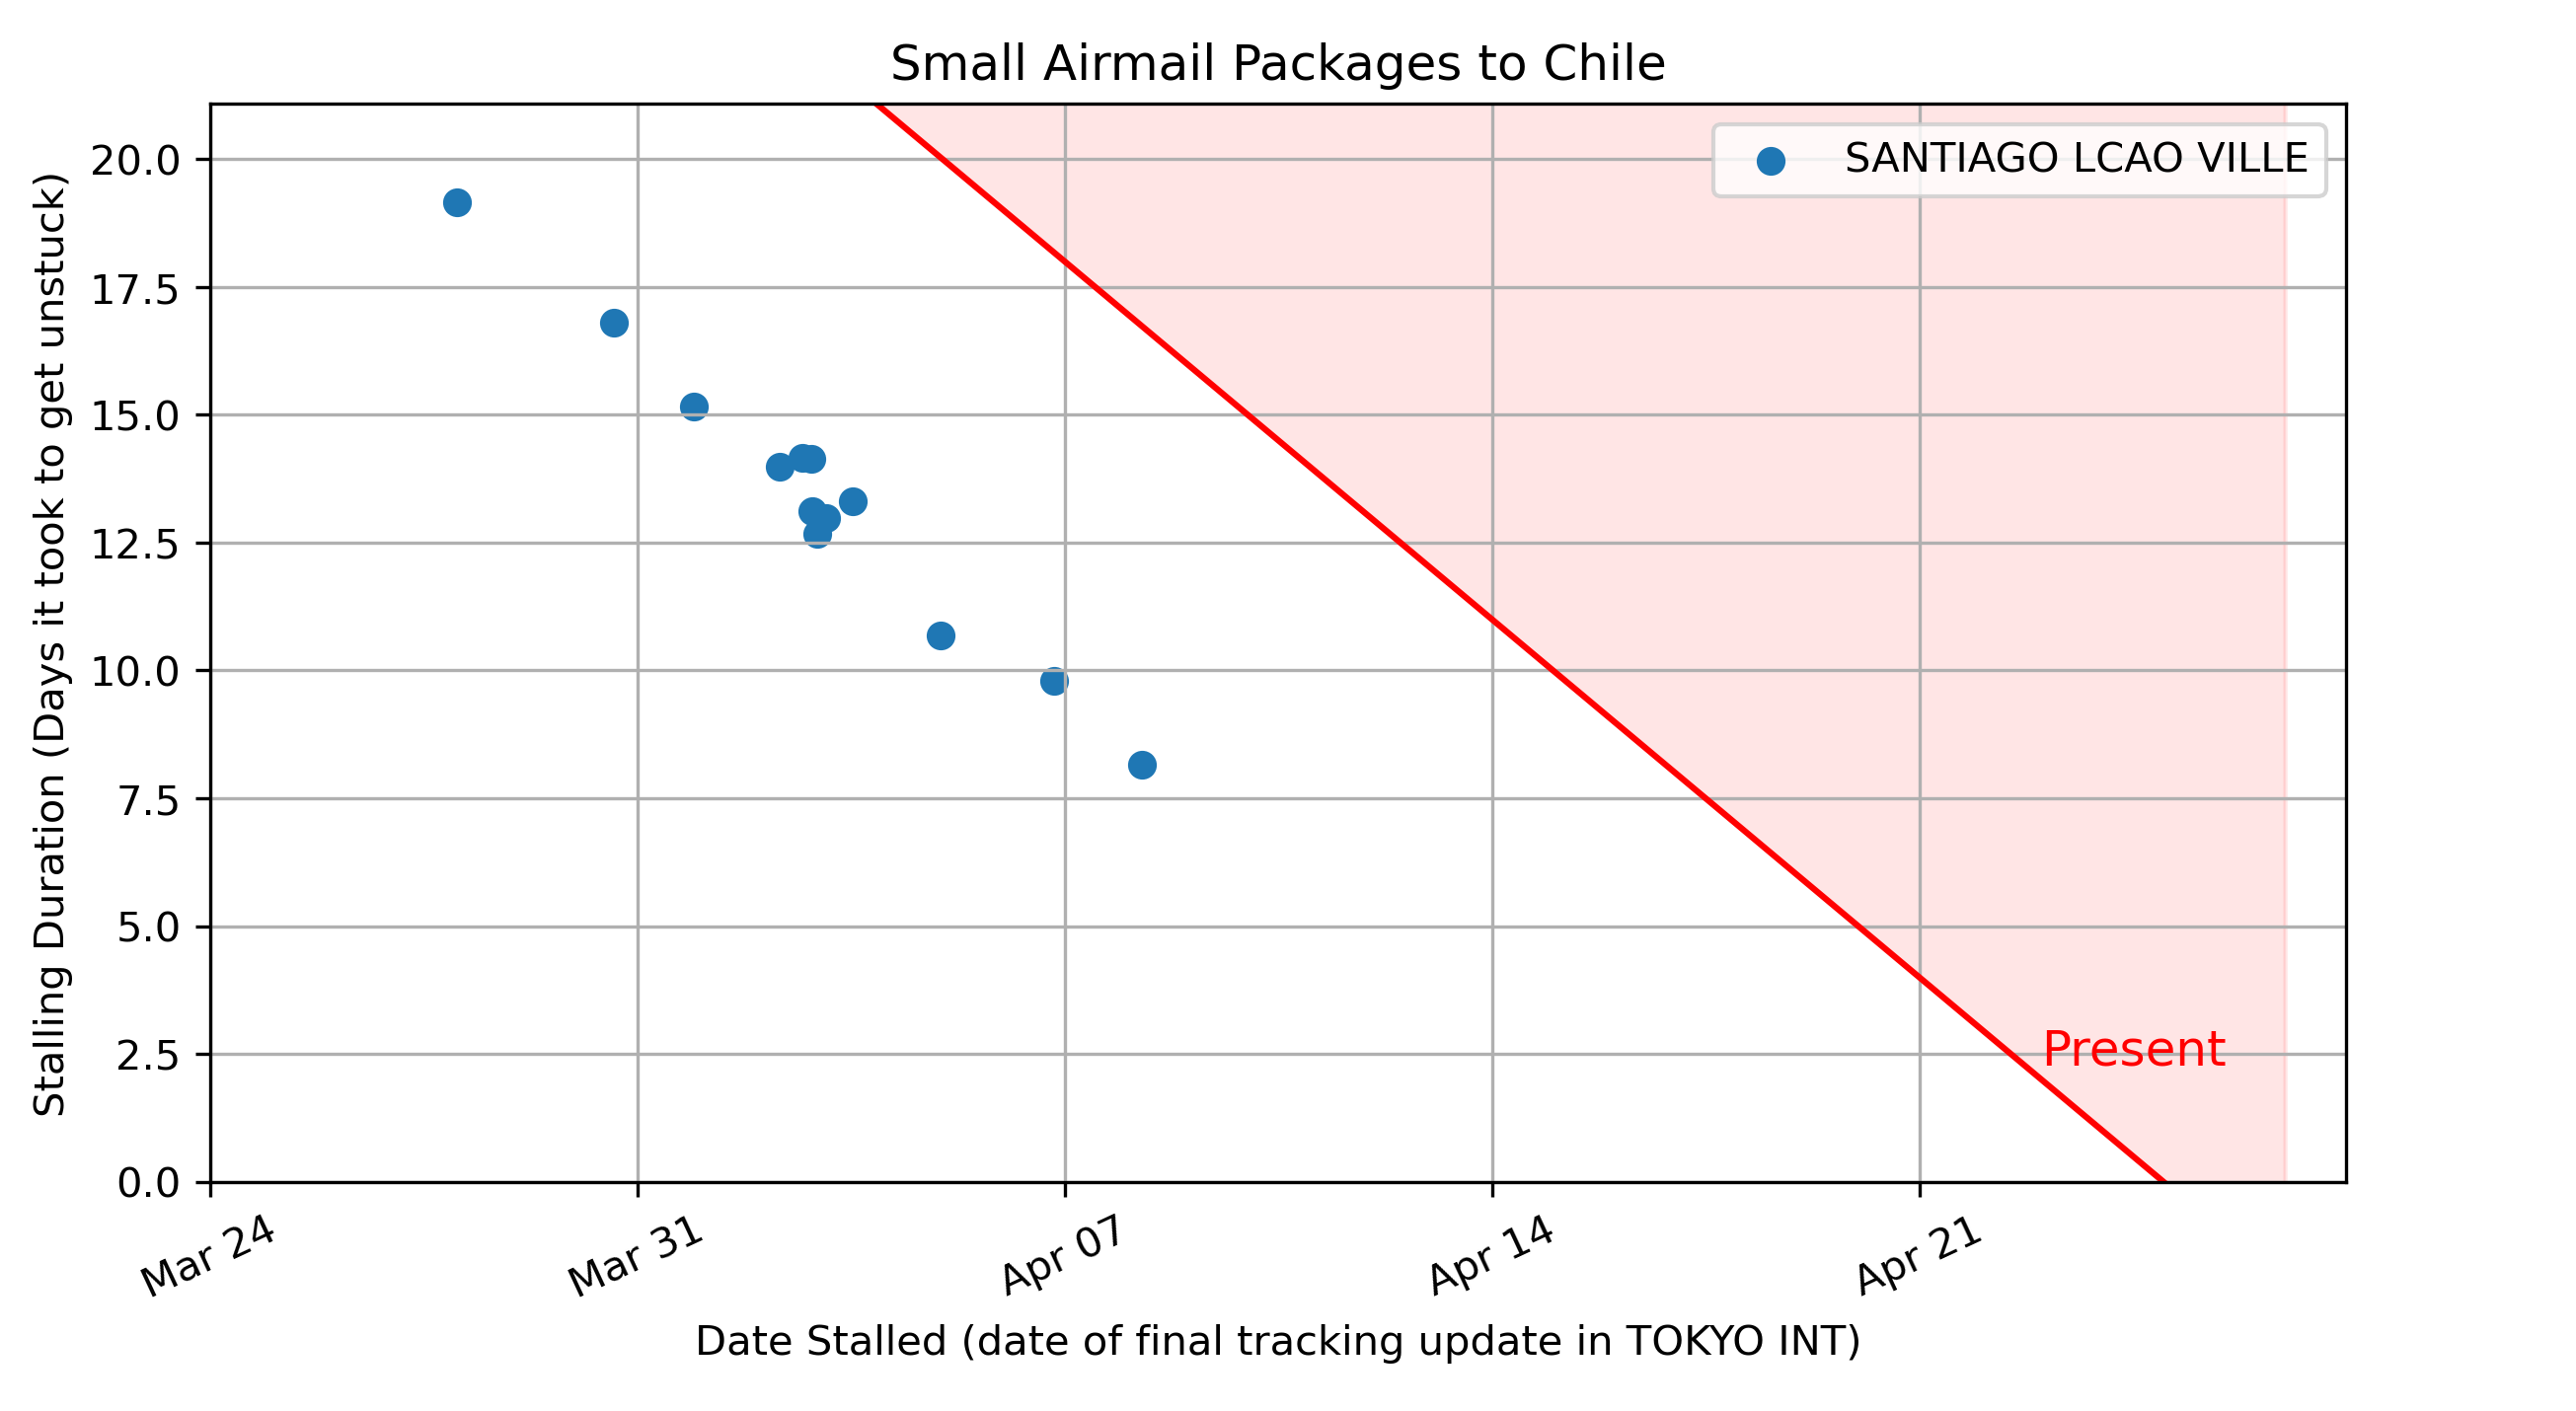 Small Airmail Packages to Chile
SANTIAGO LCAO VILLE
Stalling Duration (Days it took to get unstuck)
20.0
17.5
15.0
12.5
10.0
7.5
5.0
2.5
0.0
Present
Mar 24
Mar 31
Apr 07
Apr 14
Apr 21
Date Stalled (date of final tracking update in TOKYO INT)